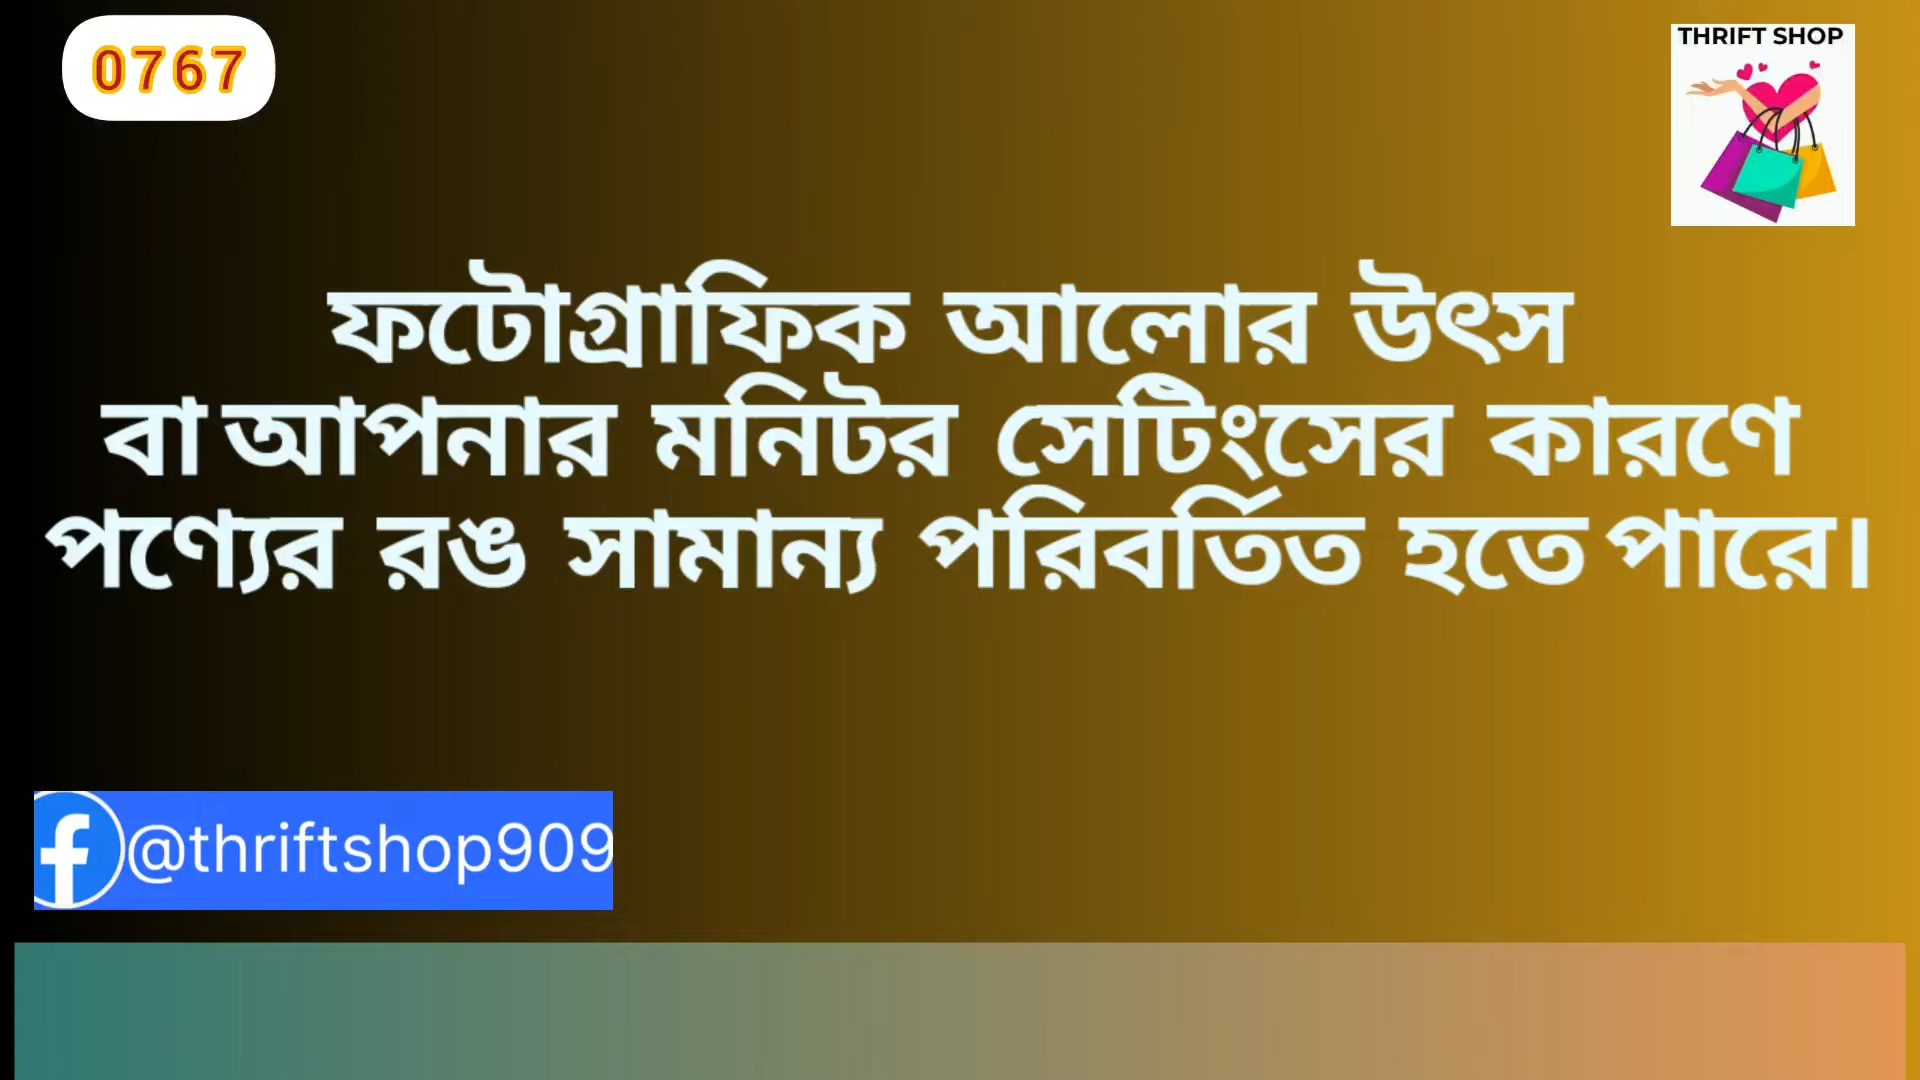 0767
THRIFT SHOP
ফটোগ্রাফিক আলোর উৎস
বা আপনার মনিটর সেটিংসের কারণে
পণ্যের রঙ সামান্য পরিবর্তিত হতে পারে।
@thriftshop909